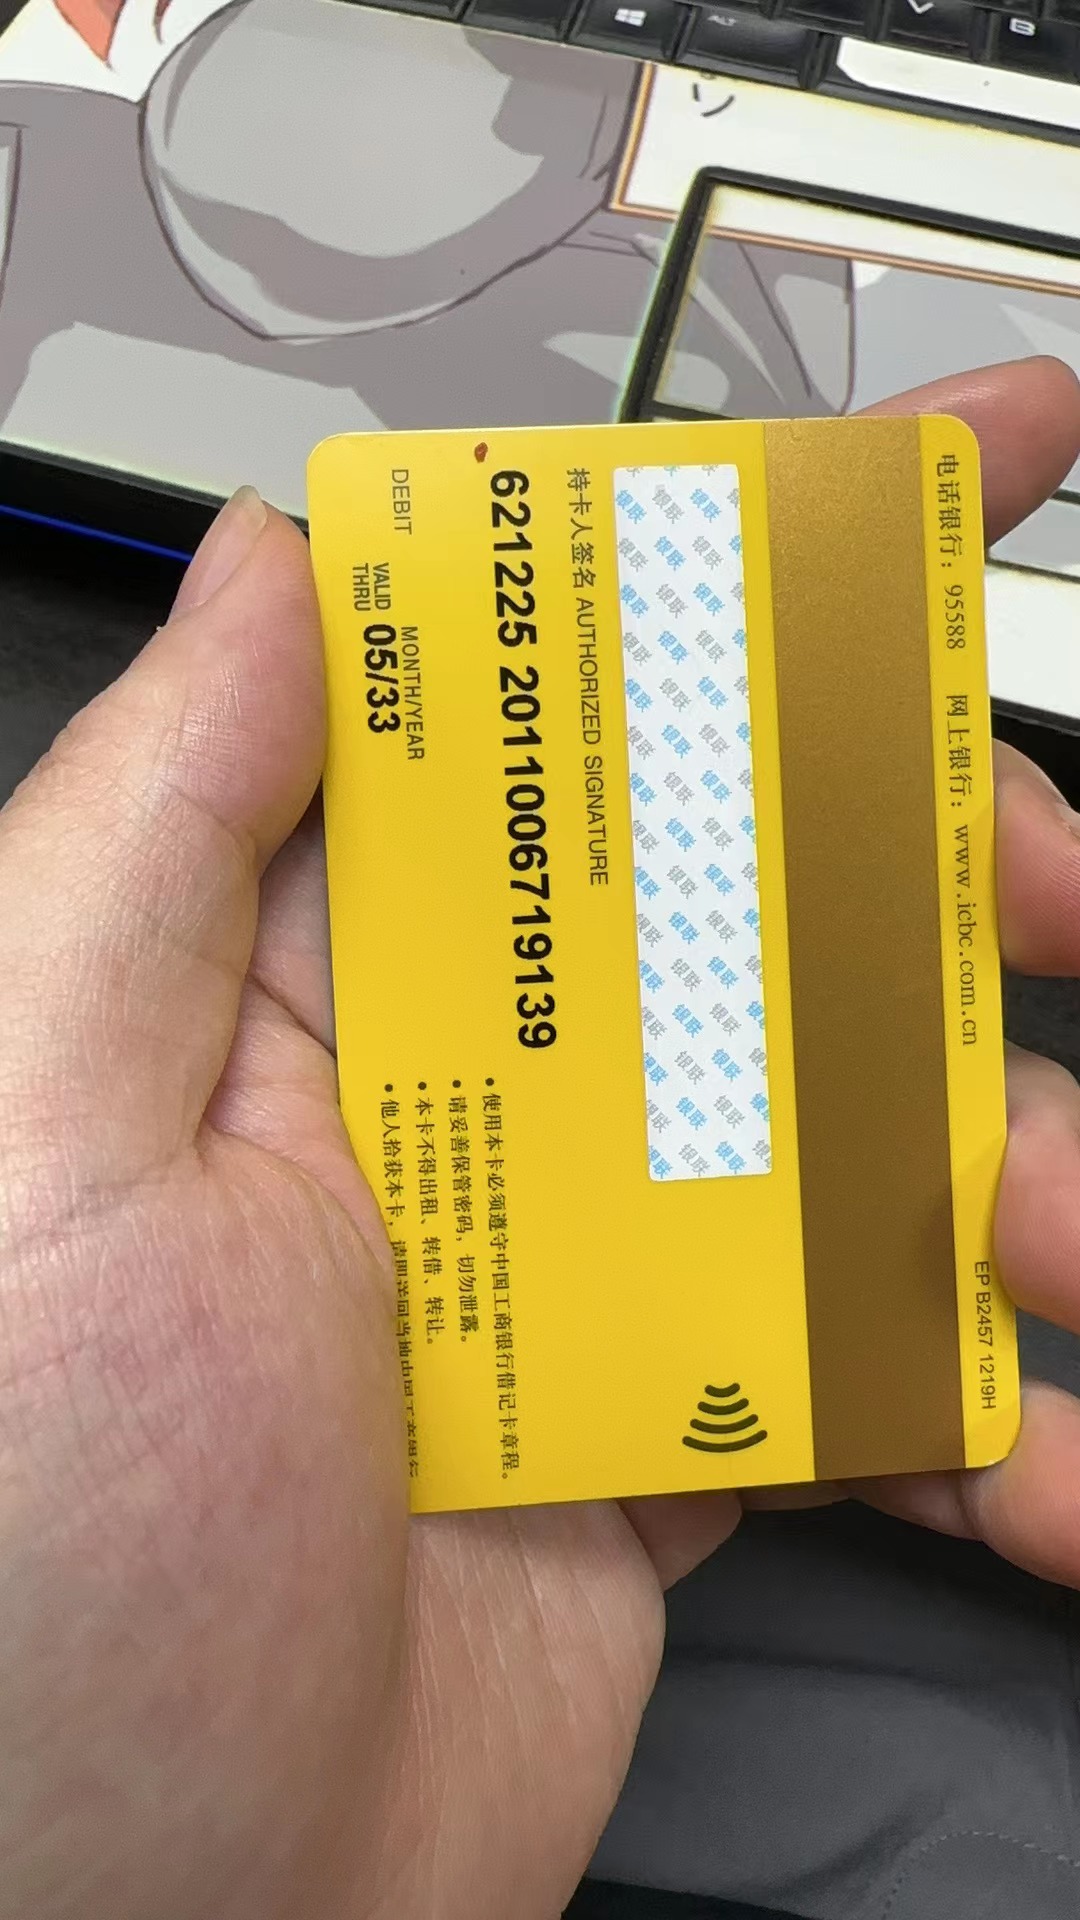 ALT
V
B
电话银行：95588 网上银行：www.icbc.com.cn
EP B2457 1219H
持卡人签名 AUTHORIZED SIGNATURE
621225 2011006719139
DEBIT
MONTH/YEAR
VALID THRU 05/33
•使用本卡必须遵守中国工商银行借记卡章程。
•请妥善保管密码，切勿泄露。
•本卡不得出租、转借、转让。
•他人拾获本卡，